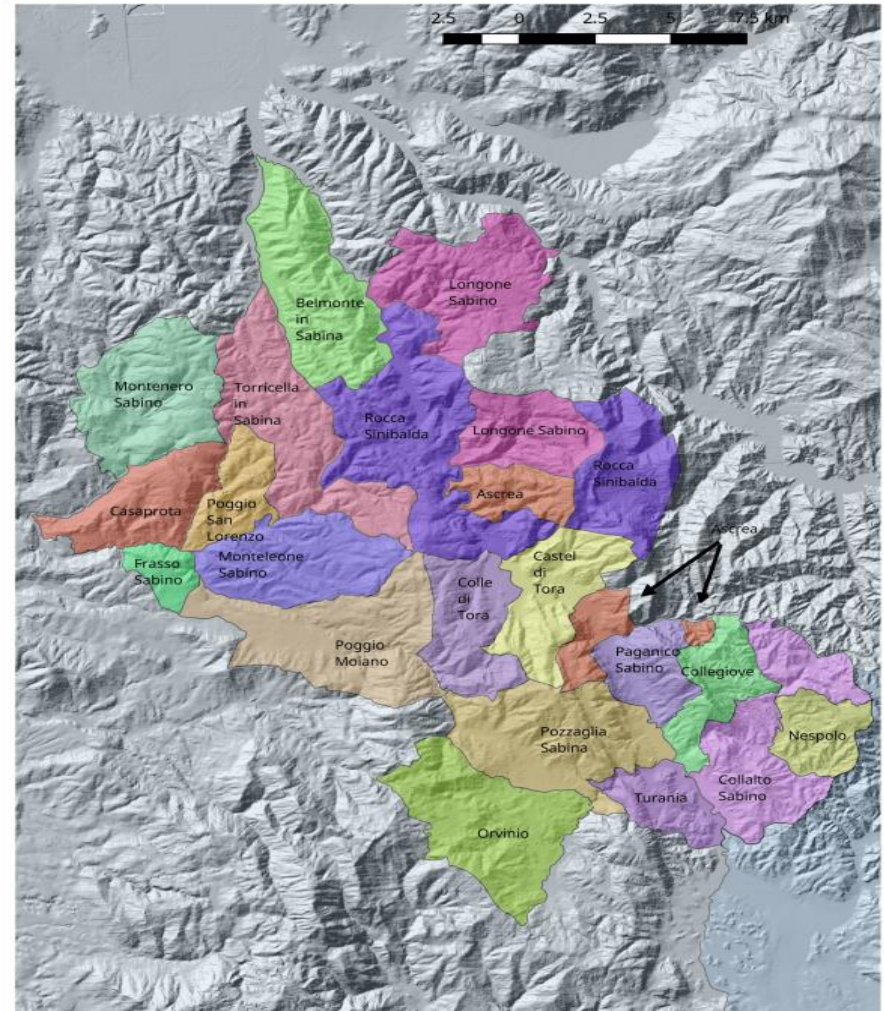 2.5 0 2.5 5 7.5 km
Longone
Sabino
Belmonte
in
Sabina
Montenero
Sabino
Torricella
in
Sabina
Rocca
Sinibalda
Longone Sabino
Rocca
Sinibalda
Ascrea
Casaprota
Poggio
San
Lorenzo
Ascrea
Monteleone
Sabino
Castel
di
Tora
Frasso
Sabino
Colle
di
Tora
Poggio
Moiano
Paganico
Sabino
Collegiove
Pozzaglia
Sabina
Nespolo
Collalto
Sabino
Turania
Orvinio